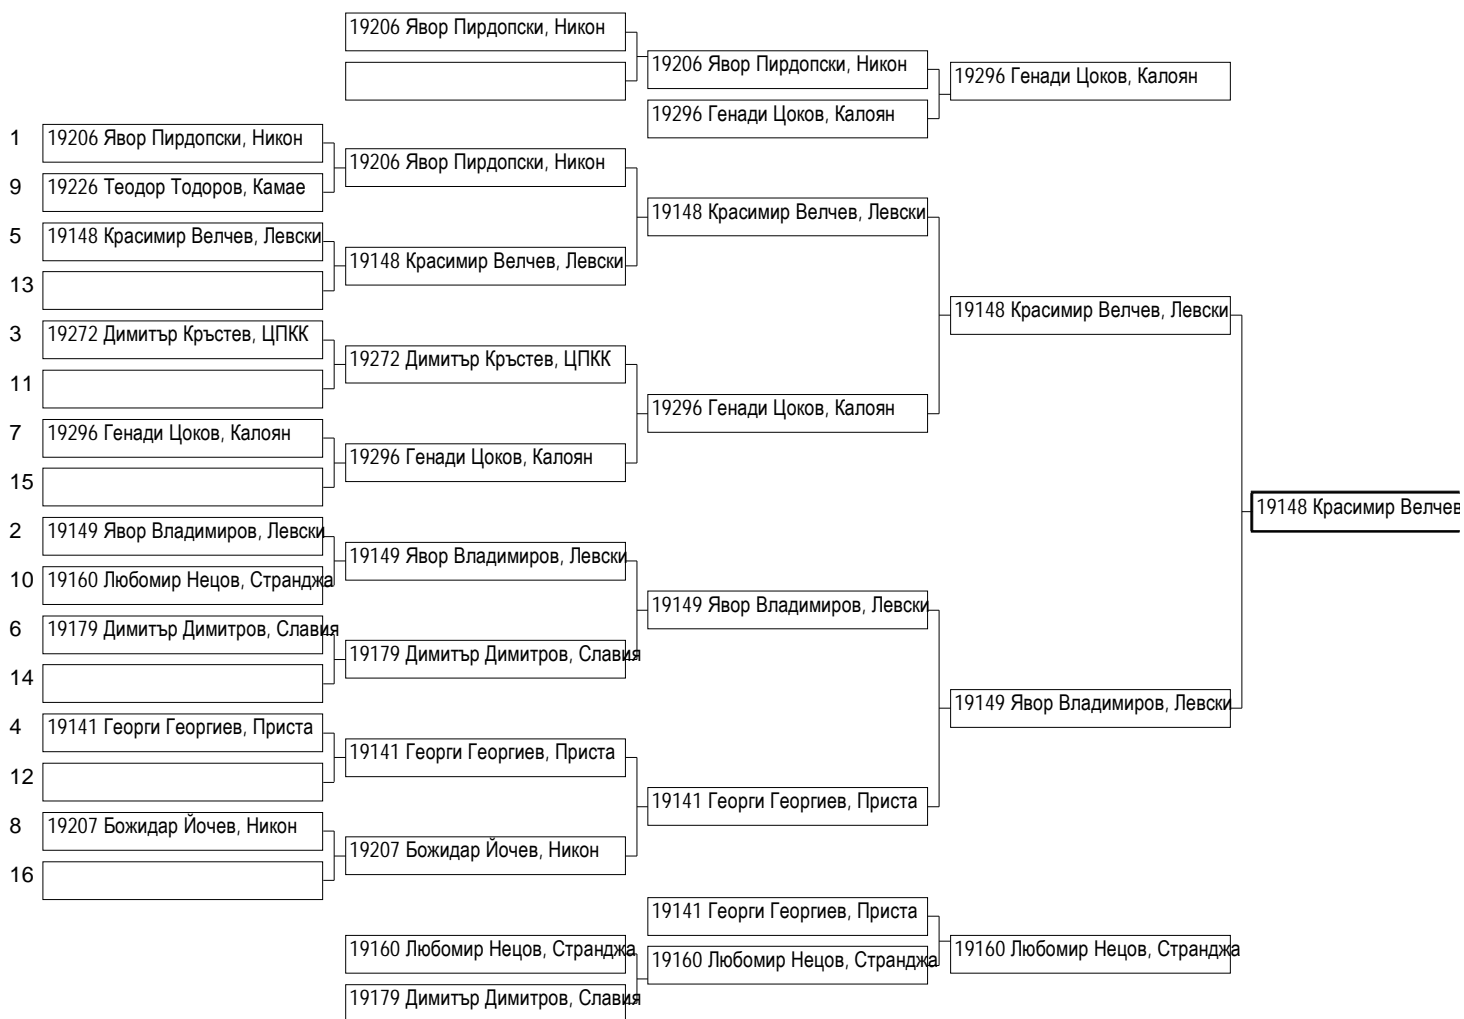 19206 Явор Пирдопски, Никон
19206 Явор Пирдопски, Никон
19296 Генади Цоков, Калоян
19296 Генади Цоков, Калоян
1 19206 Явор Пирдопски, Никон
19206 Явор Пирдопски, Никон
9 19226 Теодор Тодоров, Камае
19148 Красимир Велчев, Левски
5 19148 Красимир Велчев, Левски
19148 Красимир Велчев, Левски
13
19148 Красимир Велчев, Левски
3 19272 Димитър Кръстев, ЦПКК
19272 Димитър Кръстев, ЦПКК
11
19296 Генади Цоков, Калоян
7 19296 Генади Цоков, Калоян
19296 Генади Цоков, Калоян
15
19148 Красимир Велчев
2 19149 Явор Владимиров, Левски
19149 Явор Владимиров, Левски
10 19160 Любомир Нецов, Странджа
19149 Явор Владимиров, Левски
6 19179 Димитър Димитров, Славия
19179 Димитър Димитров, Славия
14
19149 Явор Владимиров, Левски
4 19141 Георги Георгиев, Приста
19141 Георги Георгиев, Приста
12
19141 Георги Георгиев, Приста
8 19207 Божидар Йочев, Никон
19207 Божидар Йочев, Никон
16
19141 Георги Георгиев, Приста
19160 Любомир Нецов, Странджа
19160 Любомир Нецов, Странджа
19160 Любомир Нецов, Странджа
19179 Димитър Димитров, Славия